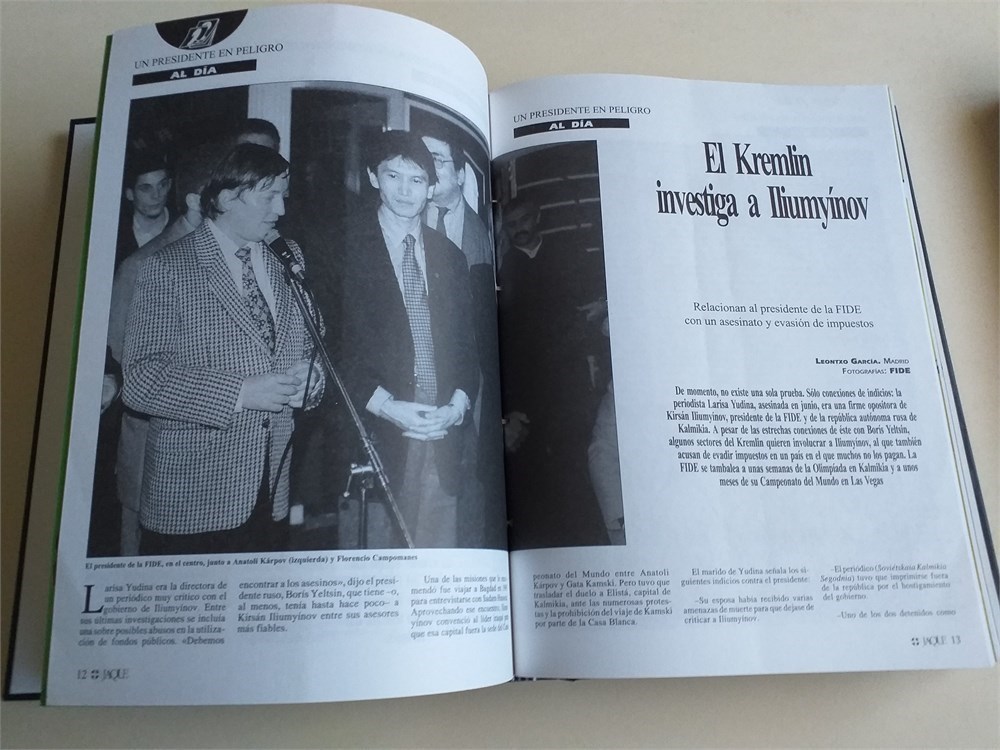 UN PRESIDENTE EN PELIGRO
AL DÍA
El presidente de la FIDE, en el centro, junto a Anatoli Kárpov (izquierda) y Florencio Campomanes
Larisa Yudina era la directora de
un periódico muy crítico con el
gobierno de Iliumyínov. Entre
sus últimas investigaciones se incluía
una sobre posibles abusos en la utiliza-
ción de fondos públicos. «Debemos
encontrar a los asesinos», dijo el presi-
dente ruso, Boris Yeltsin, que tiene –o,
al menos, tenía hasta hace poco– a
Kirsán Iliumyínov entre sus asesores
más fiables.
Una de las misiones que
mendó fue viajar a Bagdad
para entrevistarse con Sadam
Aprovechando ese encuentro,
yínov convenció al líder
que esa capital fuera la sede del
12 JAQUE
UN PRESIDENTE EN PELIGRO
AL DÍA
El Kremlin
investiga a Iliumyínov
Relacionan al presidente de la FIDE
con un asesinato y evasión de impuestos
LEONTXO GARCÍA. MADRID
FOTOGRAFÍAS: FIDE
De momento, no existe una sola prueba. Sólo conexiones de indicios: la
periodista Larisa Yudina, asesinada en junio, era una firme opositora de
Kirsán Iliumyínov, presidente de la FIDE y de la república autónoma rusa de
Kalmikia. A pesar de las estrechas conexiones de éste con Boris Yeltsin,
algunos sectores del Kremlin quieren involucrar a Iliumyínov, al que también
acusan de evadir impuestos en un país en el que muchos no los pagan. La
FIDE se tambalea a unas semanas de la Olimpíada en Kalmikia y a unos
meses de su Campeonato del Mundo en Las Vegas
peonato del Mundo entre Anatoli
Kárpov y Gata Kamski. Pero tuvo que
trasladar el duelo a Elistá, capital de
Kalmikia, ante las numerosas protes-
tas y la prohibición del viaje de Kamski
por parte de la Casa Blanca.
El marido de Yudina señala los si-
guientes indicios contra el presidente:
–Su esposa había recibido varias
amenazas de muerte para que dejase de
criticar a Iliumyínov.
–El periódico (Soviétskaia Kalmikia
Segodnia) tuvo que imprimirse fuera
de la república por el hostigamiento
del gobierno.
–Uno de los dos detenidos como
JAQUE 13